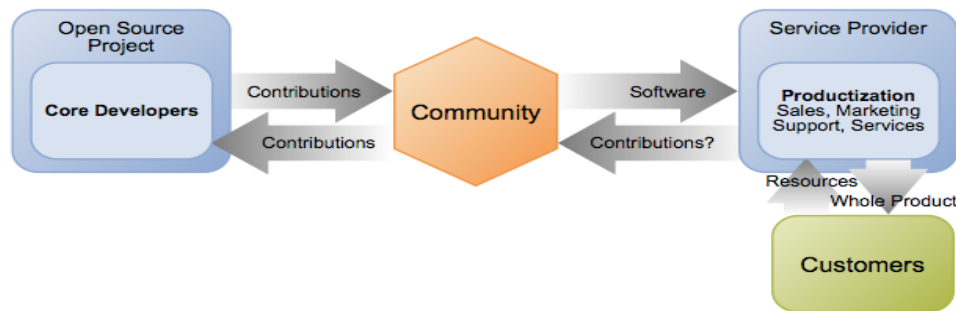 Open Source
Project
Core Developers
Contributions
Contributions
Community
Software
Contributions?
Service Provider
Productization
Sales, Marketing
Support, Services
Resources
Whole Product
Customers